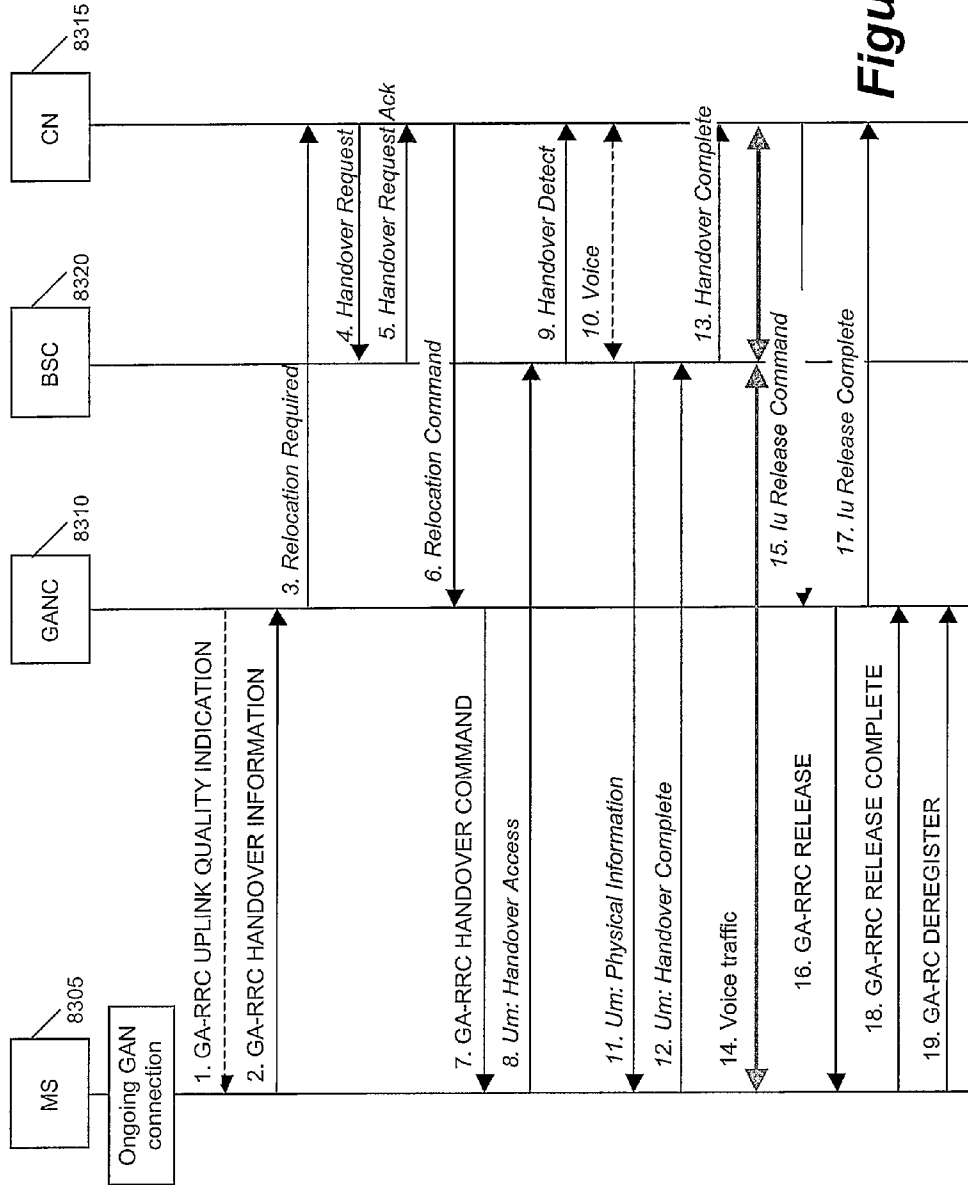 8305
8310
8320
8315
MS
GANC
BSC
CN
Ongoing GAN
connection
1. GA-RRC UPLINK QUALITY INDICATION
2. GA-RRC HANDOVER INFORMATION
3. Relocation Required
4. Handover Request
5. Handover Request Ack
6. Relocation Command
7. GA-RRC HANDOVER COMMAND
8. Um: Handover Access
9. Handover Detect
10. Voice
11. Um: Physical Information
12. Um: Handover Complete
13. Handover Complete
14. Voice traffic
15. Iu Release Command
16. GA-RRC RELEASE
17. Iu Release Complete
18. GA-RRC RELEASE COMPLETE
19. GA-RC DEREGISTER
Figu